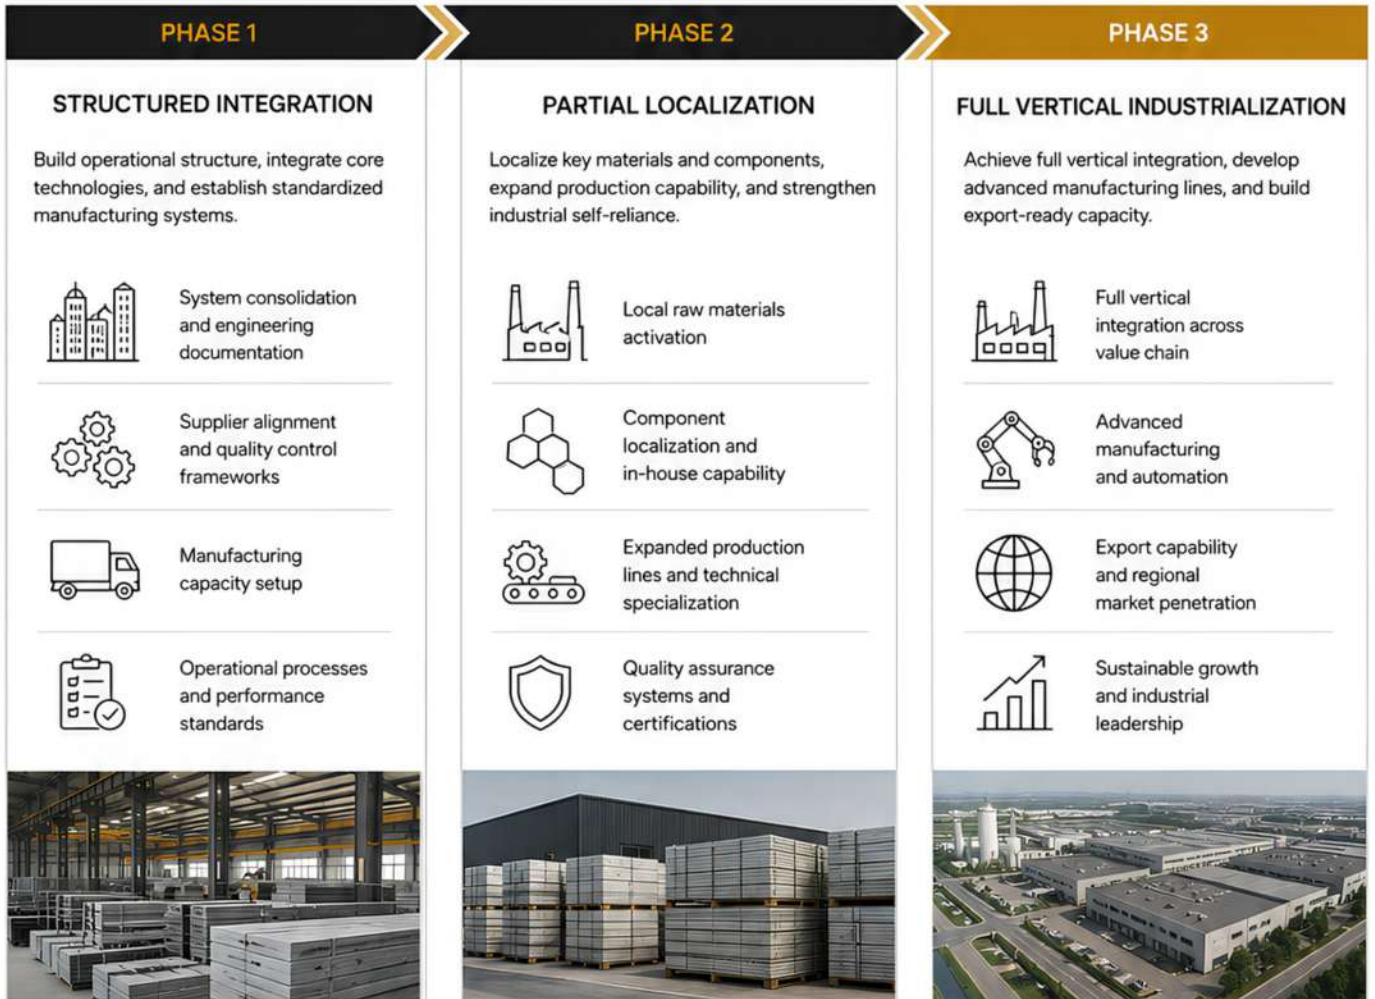 PHASE 1
PHASE 2
PHASE 3
STRUCTURED INTEGRATION
Build operational structure, integrate core
technologies, and establish standardized
manufacturing systems.
System consolidation
and engineering
documentation
Supplier alignment
and quality control
frameworks
Manufacturing
capacity setup
Operational processes
and performance
standards
PARTIAL LOCALIZATION
Localize key materials and components,
expand production capability, and strengthen
industrial self-reliance.
Local raw materials
activation
Component
localization and
in-house capability
Expanded production
lines and technical
specialization
Quality assurance
systems and
certifications
FULL VERTICAL INDUSTRIALIZATION
Achieve full vertical integration, develop
advanced manufacturing lines, and build
export-ready capacity.
Full vertical
integration across
value chain
Advanced
manufacturing
and automation
Export capability
and regional
market penetration
Sustainable growth
and industrial
leadership